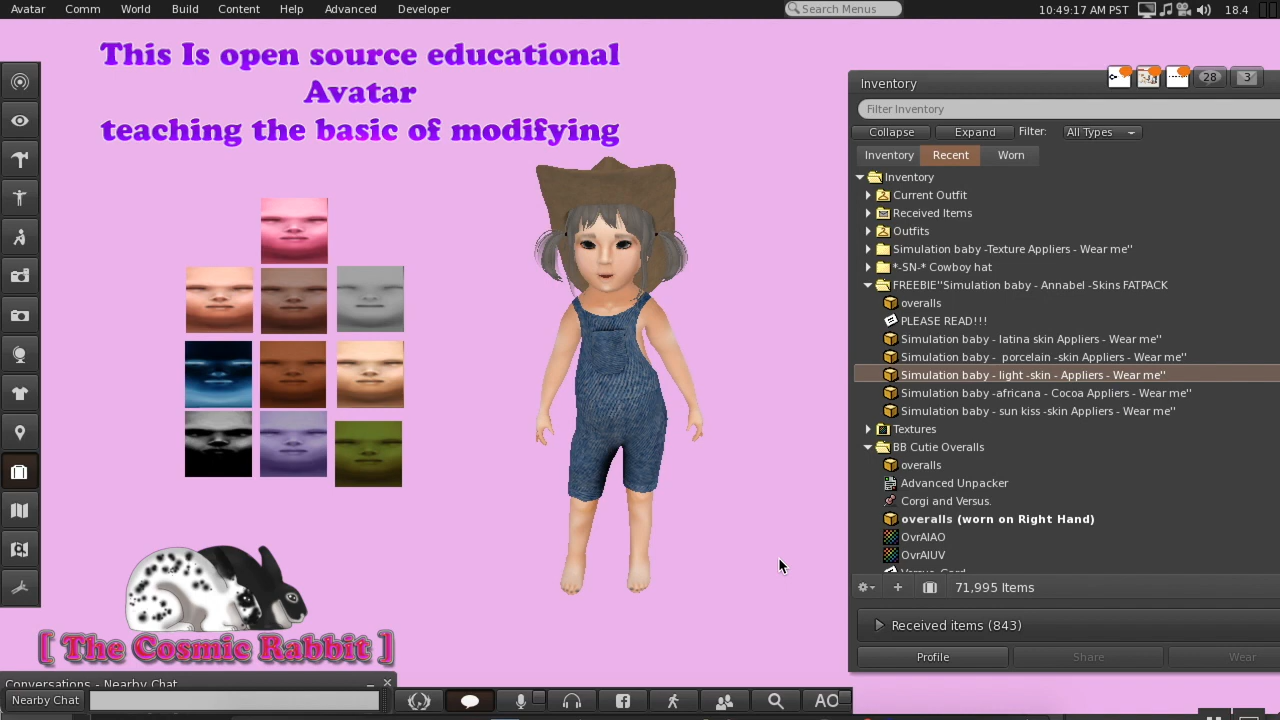 Avatar Comm World Build Content Help Advanced Developer Search Menus 10:49:17 AM PST 18.4
This Is open source educational
Avatar
teaching the basic of modifying
Inventory 28 3
Filter Inventory
Collapse Expand Filter: All Types
Inventory Recent Worn
Inventory
Current Outfit
Received Items
Outfits
Simulation baby -Texture Appliers - Wear me"
*-SN-* Cowboy hat
FREEBIE"Simulation baby - Annabel -Skins FATPACK
overalls
PLEASE READ!!!
Simulation baby - latina skin Appliers - Wear me"
Simulation baby -  porcelain -skin Appliers - Wear me"
Simulation baby - light -skin - Appliers - Wear me"
Simulation baby -africana - Cocoa Appliers - Wear me"
Simulation baby - sun kiss -skin Appliers - Wear me"
Textures
BB Cutie Overalls
overalls
Advanced Unpacker
Corgi and Versus.
overalls (worn on Right Hand)
OvrAIAO
OvrAIUV
71,995 Items
Received items (843)
Profile Share Wear
[ The Cosmic Rabbit ]
Conversations - Nearby Chat
Nearby Chat
AO